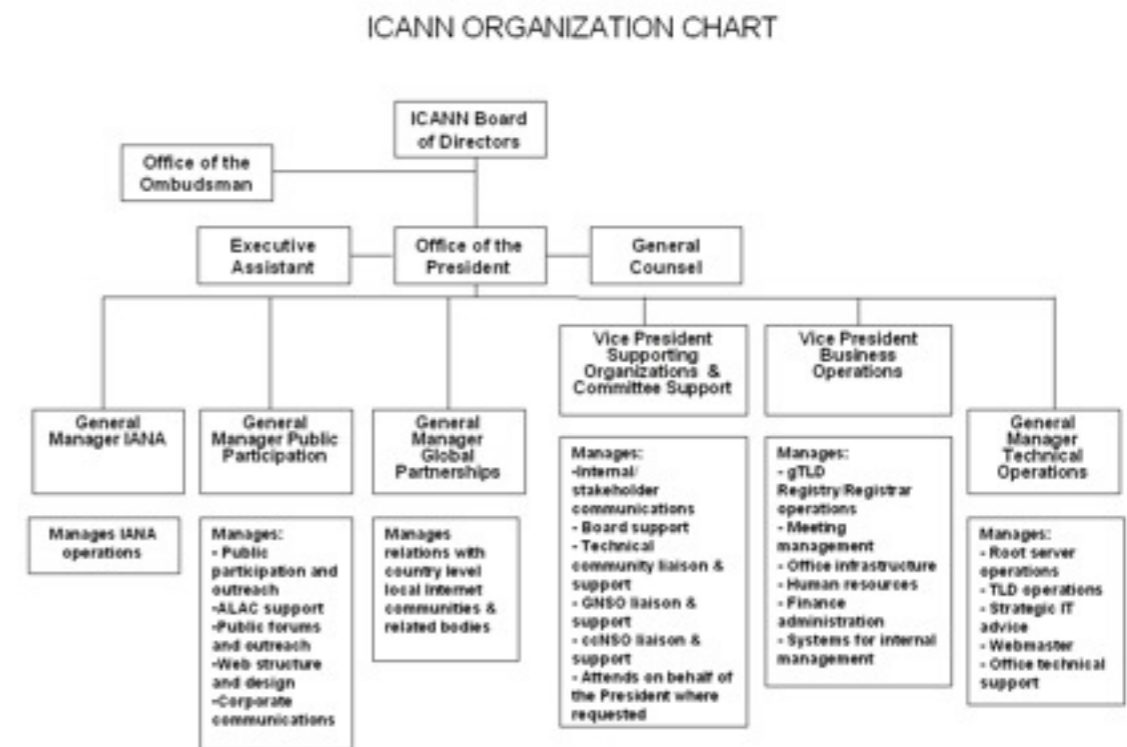 ICANN ORGANIZATION CHART
ICANN Board
of Directors
Office of the
Ombudsman
Executive
Assistant
Office of the
President
General
Counsel
General
Manager IANA
Manages IANA
operations
General
Manager Public
Participation
Manages:
- Public
participation and
outreach
-ALAC support
-Public forums
and outreach
-Web structure
and design
-Corporate
communications
General
Manager
Global
Partnerships
Manages
relations with
country level
local Internet
communities &
related bodies
Vice President
Supporting
Organizations &
Committee Support
Manages:
-Internal/
stakeholder
communications
- Board support
- Technical
community liaison &
support
- GNSO liaison &
support
- ccNSO liaison &
support
- Attends on behalf of
the President where
requested
Vice President
Business
Operations
Manages:
- gTLD
Registry/Registrar
operations
- Meeting
management
- Office infrastructure
- Human resources
- Finance
administration
- Systems for internal
management
General
Manager
Technical
Operations
Manages:
- Root server
operations
- TLD operations
- Strategic IT
advice
- Webmaster
- Office technical
support